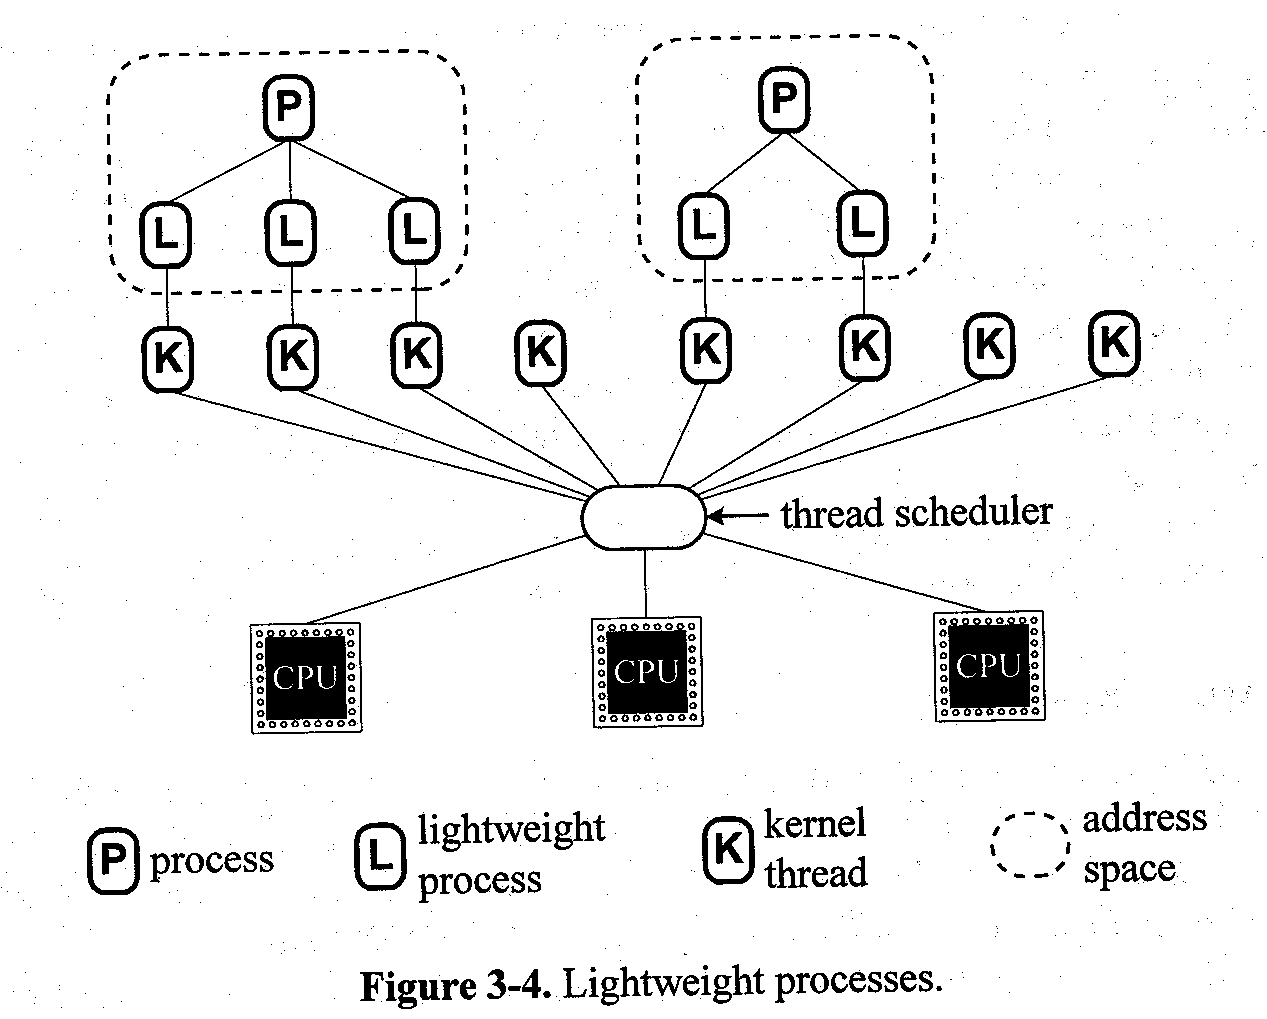 P P
L L L L L
K K K K K K K K
thread scheduler
CPU CPU CPU
P process L lightweight process K kernel thread address space
Figure 3-4. Lightweight processes.